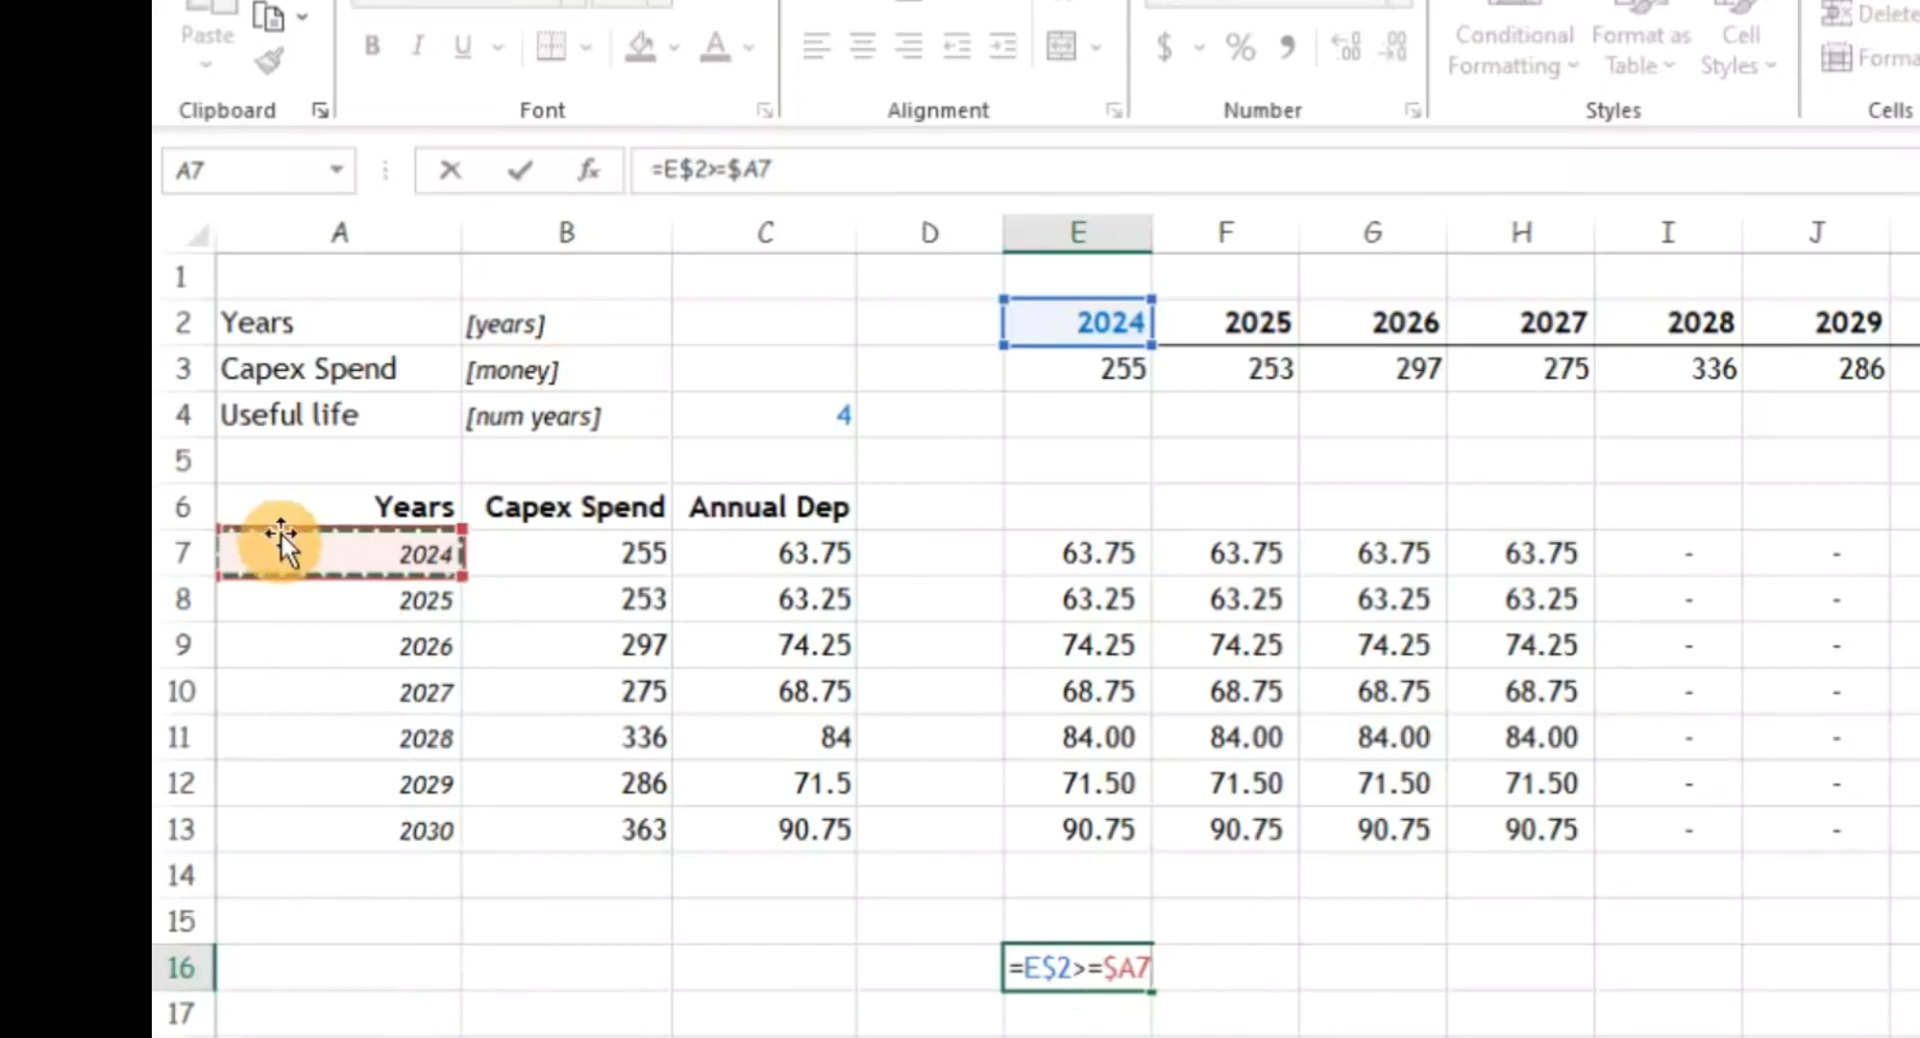 Paste
B I U A $ % , .00 .00
Conditional Formatting Format as Table Cell Styles Delete
Clipboard Font Alignment Number Styles Cells
A7 fx =E$2>=$A7
A B C D E F G H I J
1
2 Years [years] 2024 2025 2026 2027 2028 2029
3 Capex Spend [money] 255 253 297 275 336 286
4 Useful life [num years] 4
5
6 Years Capex Spend Annual Dep
7 2024 255 63.75 63.75 63.75 63.75 63.75 - -
8 2025 253 63.25 63.25 63.25 63.25 63.25 - -
9 2026 297 74.25 74.25 74.25 74.25 74.25 - -
10 2027 275 68.75 68.75 68.75 68.75 68.75 - -
11 2028 336 84 84.00 84.00 84.00 84.00 - -
12 2029 286 71.5 71.50 71.50 71.50 71.50 - -
13 2030 363 90.75 90.75 90.75 90.75 90.75 - -
14
15
16 =E$2>=$A7
17